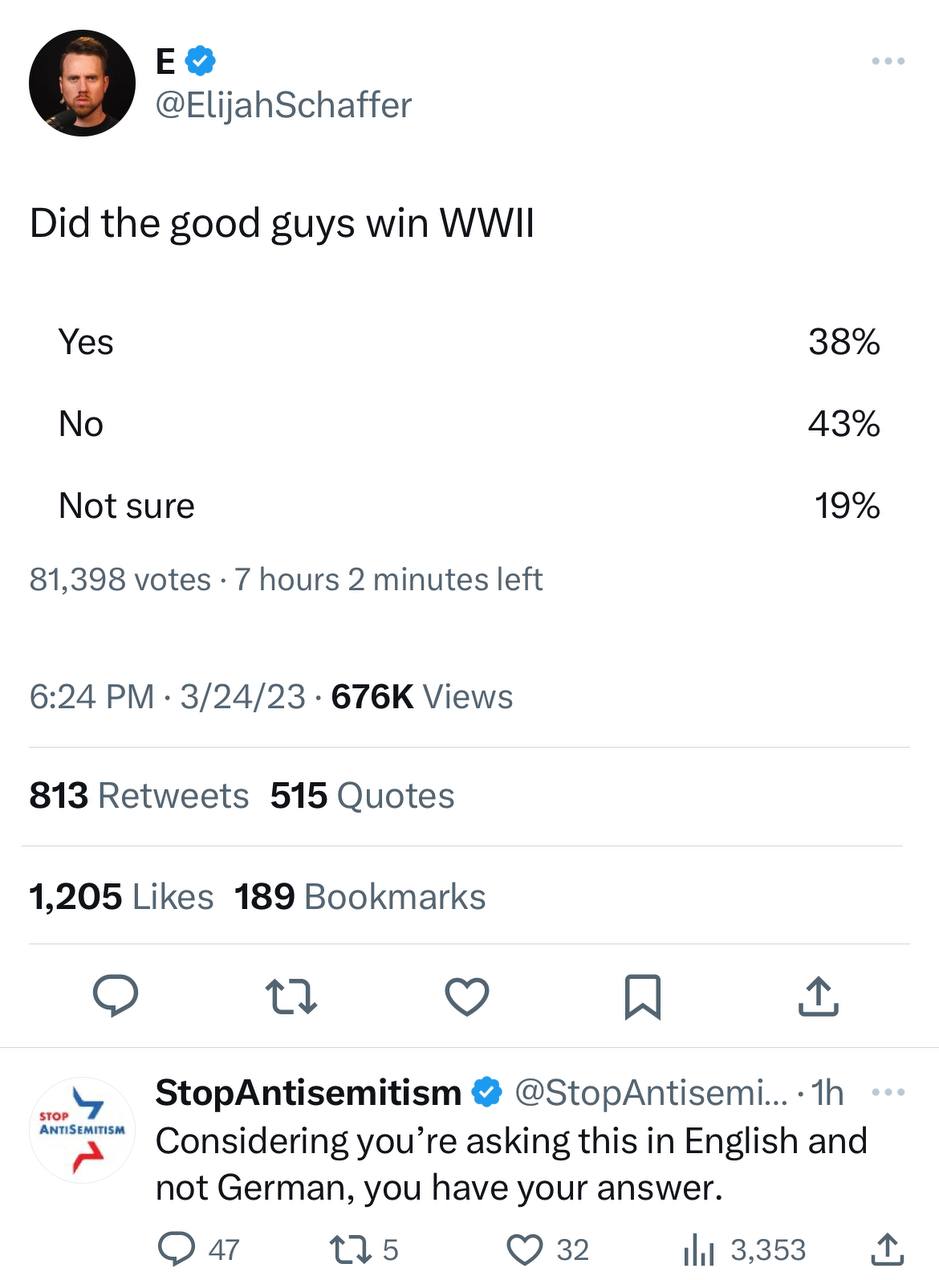 E
@ElijahSchaffer
Did the good guys win WWII
Yes 38%
No 43%
Not sure 19%
81,398 votes · 7 hours 2 minutes left
6:24 PM · 3/24/23 · 676K Views
813 Retweets 515 Quotes
1,205 Likes 189 Bookmarks
STOP
ANTISEMITISM
StopAntisemitism @StopAntisemi... · 1h
Considering you’re asking this in English and
not German, you have your answer.
47 5 32 3,353